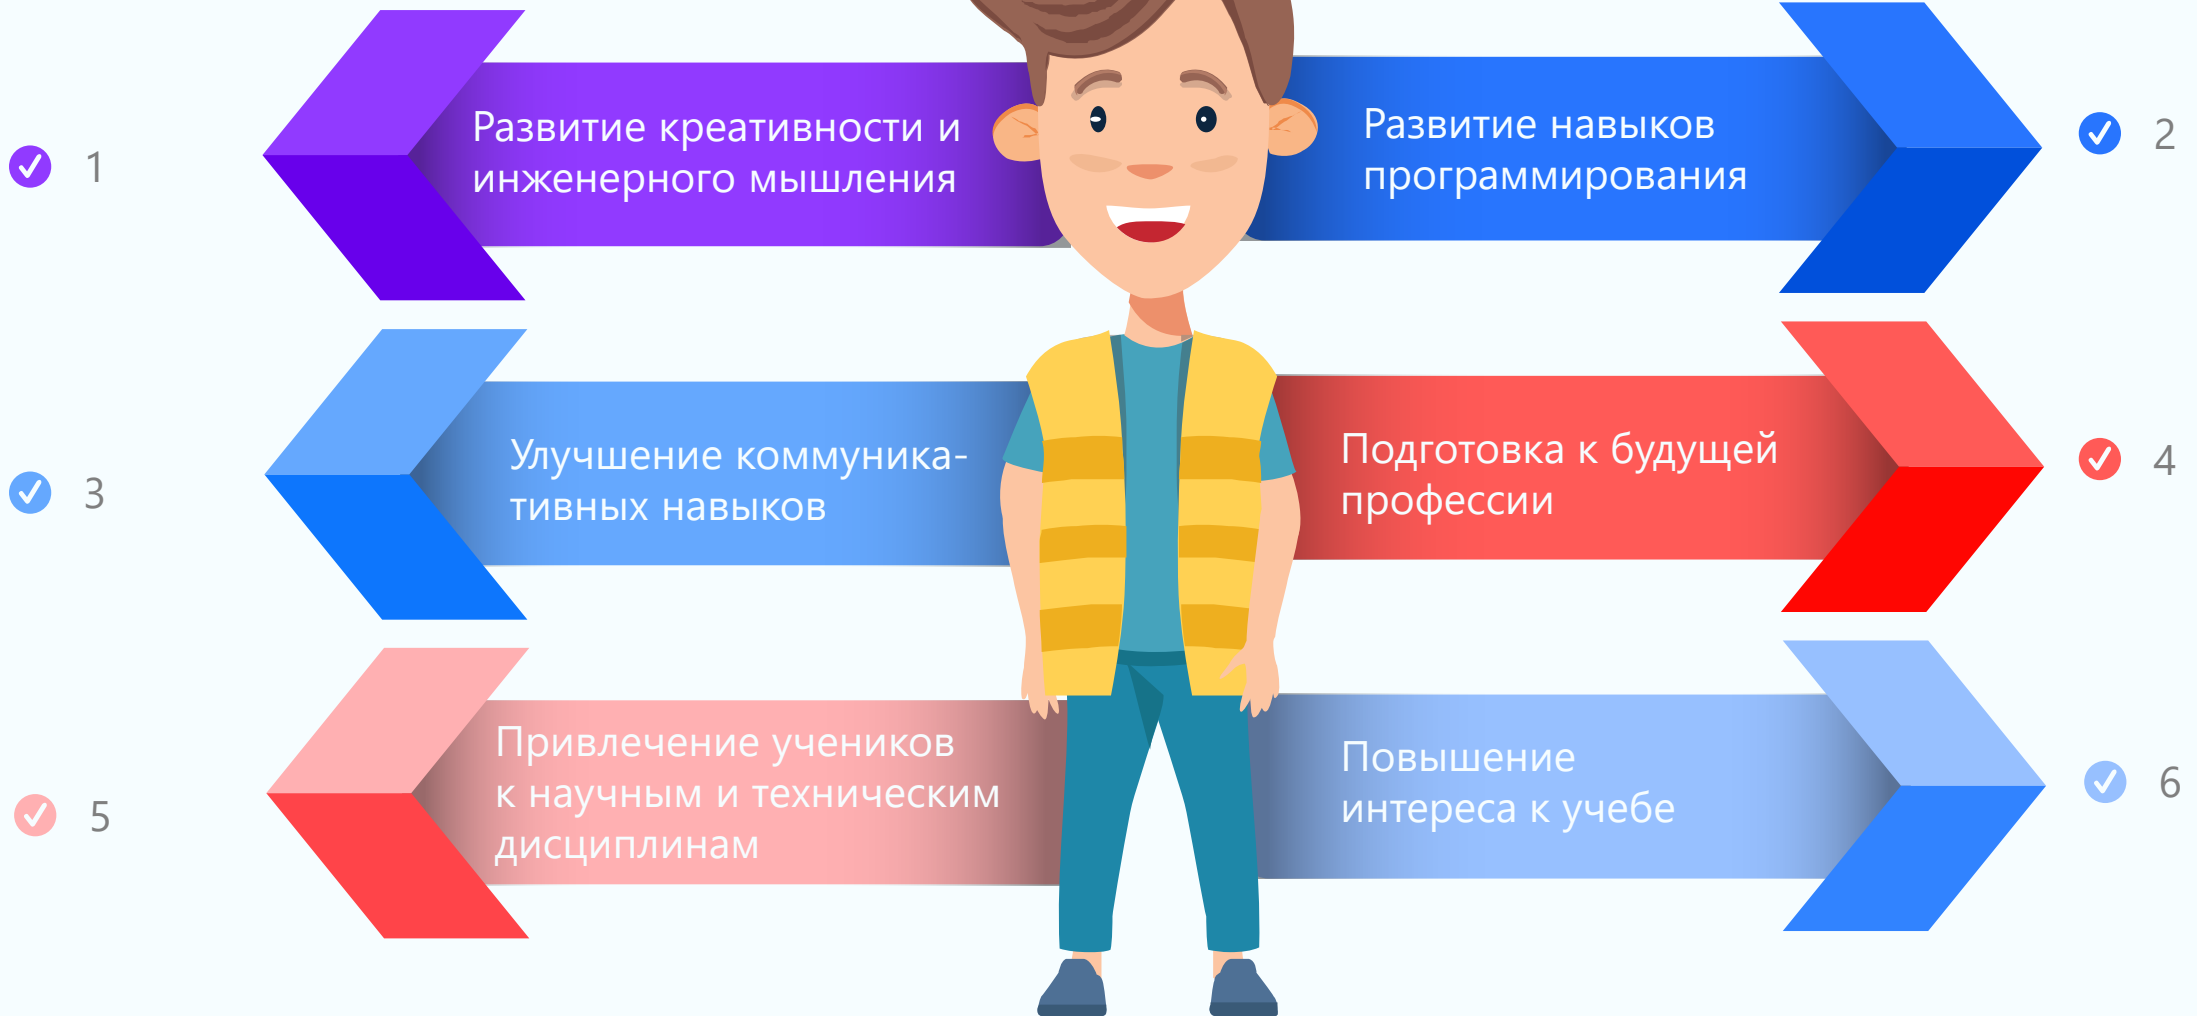 1
Развитие креативности и
инженерного мышления
Развитие навыков
программирования
2
3
Улучшение коммуника-
тивных навыков
Подготовка к будущей
профессии
4
5
Привлечение учеников
к научным и техническим
дисциплинам
Повышение
интереса к учебе
6